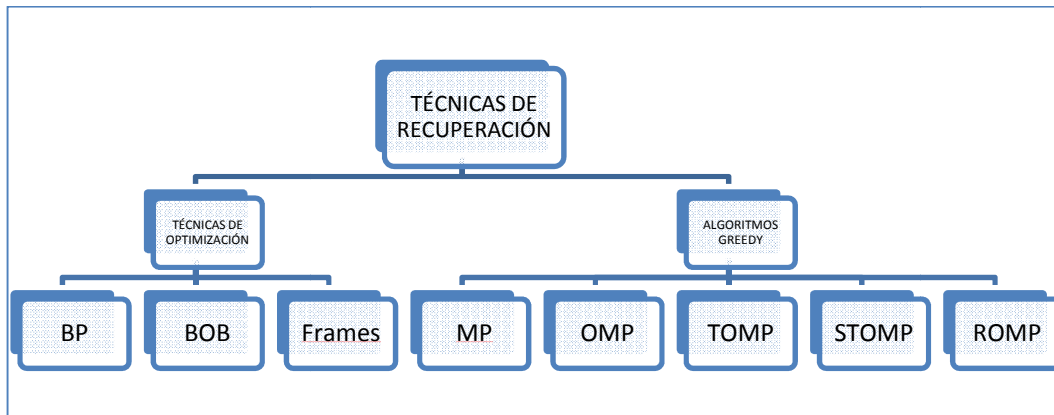 TÉCNICAS DE
RECUPERACIÓN
TÉCNICAS DE
OPTIMIZACIÓN
ALGORITMOS
GREEDY
BP
BOB
Frames
MP
OMP
TOMP
STOMP
ROMP